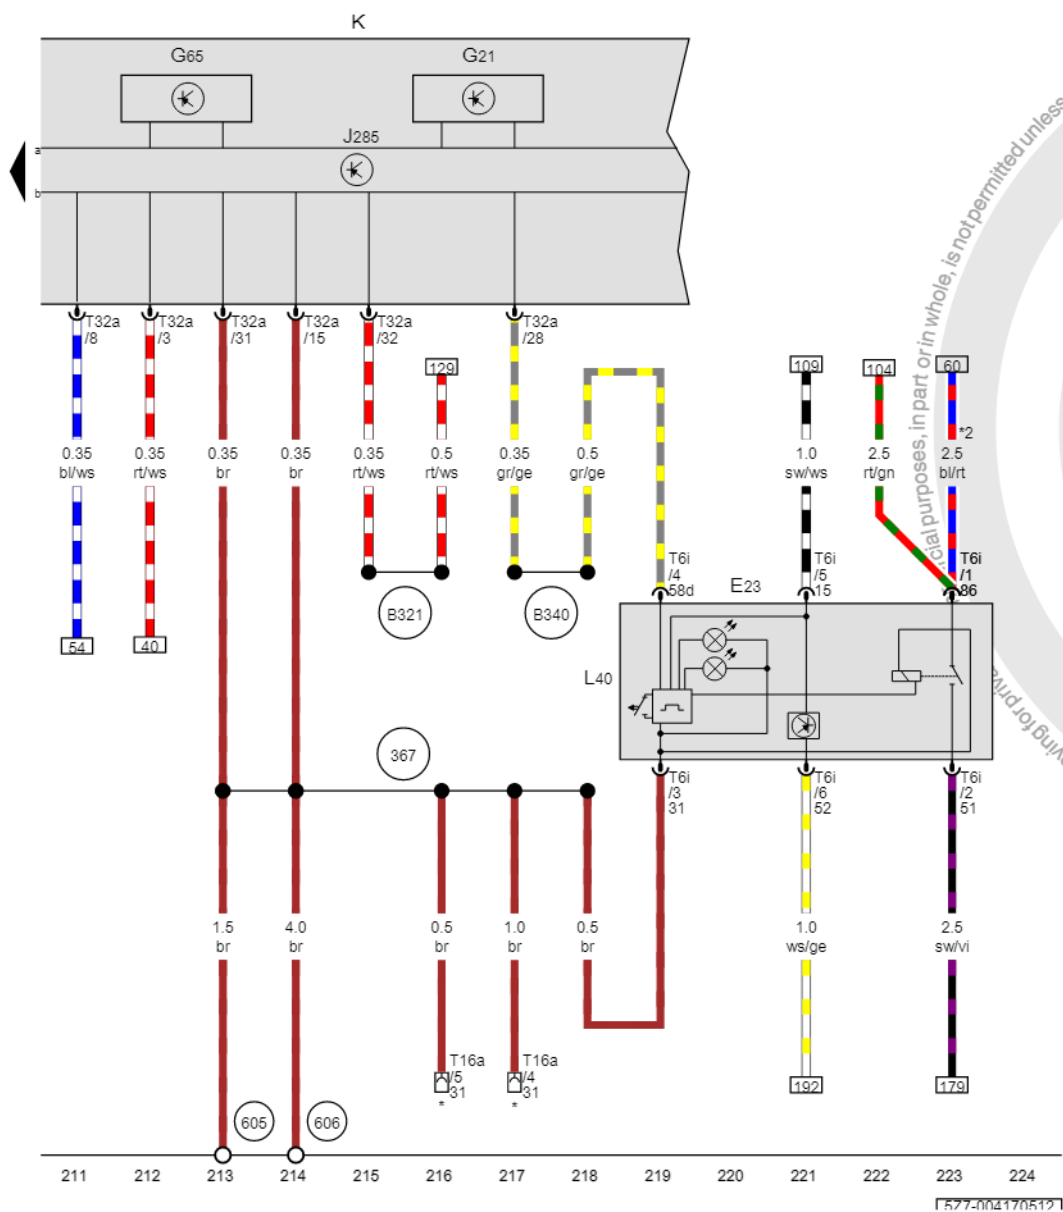 K
G65 G21
J285
a
b
T32a /8
T32a /3
T32a /31
T32a /15
T32a /32
T32a /28
129 109 104 60
*2
0.35 0.35 0.35 0.35 0.35 0.5 0.35 0.5 1.0 2.5 2.5
bl/ws rt/ws br br rt/ws rt/ws gr/ge gr/ge sw/ws rt/gn bl/rt
T6i /4 58d
T6i /5 15
T6i /1 86
E23
B321 B340
54 40
L40
367
T6i /3 31
T6i /6 52
T6i /2 51
1.5 4.0 0.5 1.0 0.5 1.0 2.5
br br br br br ws/ge sw/vi
T16a /5 31
*
T16a /4 31
*
192 179
605 606
211 212 213 214 215 216 217 218 219 220 221 222 223 224
577-004170512
cial purposes, in part or in whole, is not permitted unless